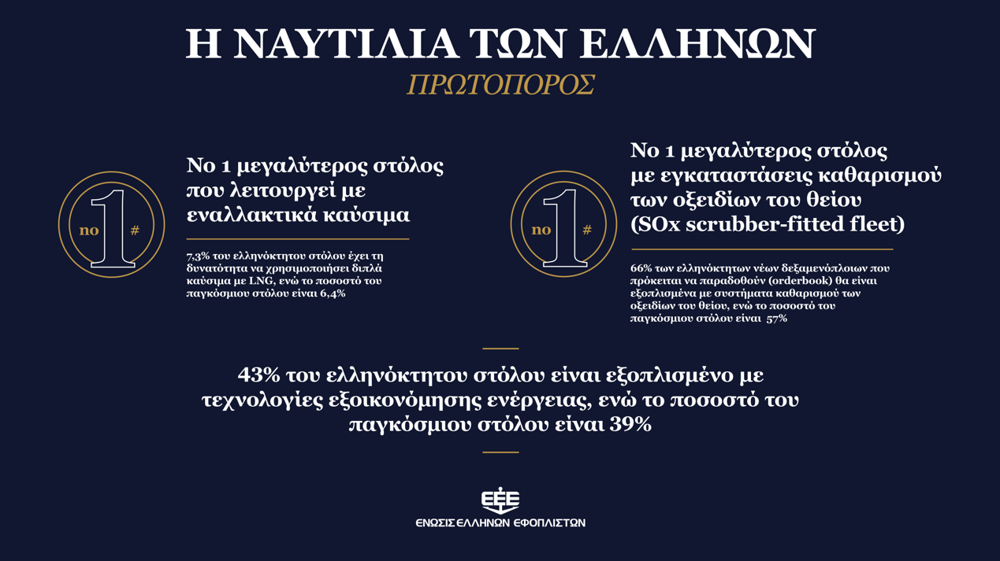 Η ΝΑΥΤΙΛΙΑ ΤΩΝ ΕΛΛΗΝΩΝ
ΠΡΩΤΟΠΟΡΟΣ
no 1 #
Νο 1 μεγαλύτερος στόλος
που λειτουργεί με
εναλλακτικά καύσιμα
7,3% του ελληνόκτητου στόλου έχει τη
δυνατότητα να χρησιμοποιήσει διπλά
καύσιμα με LNG, ενώ το ποσοστό του
παγκόσμιου στόλου είναι 6,4%
no 1 #
Νο 1 μεγαλύτερος στόλος
με εγκαταστάσεις καθαρισμού
των οξειδίων του θείου
(SOx scrubber-fitted fleet)
66% των ελληνόκτητων νέων δεξαμενόπλοιων που
πρόκειται να παραδοθούν (orderbook) θα είναι
εξοπλισμένα με συστήματα καθαρισμού των
οξειδίων του θείου, ενώ το ποσοστό του
παγκόσμιου στόλου είναι 57%
43% του ελληνόκτητου στόλου είναι εξοπλισμένο με
τεχνολογίες εξοικονόμησης ενέργειας, ενώ το ποσοστό του
παγκόσμιου στόλου είναι 39%
ΕΕΕ
ΕΝΩΣΙΣ ΕΛΛΗΝΩΝ ΕΦΟΠΛΙΣΤΩΝ